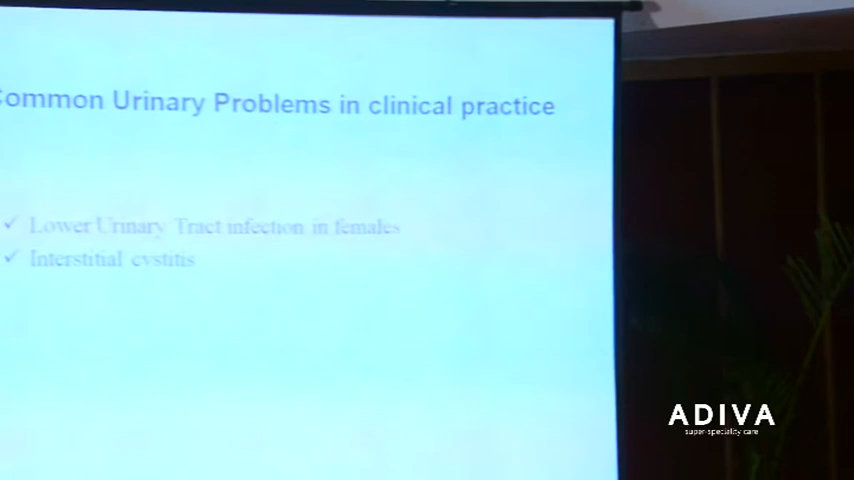 Common Urinary Problems in clinical practice
✓ Lower Urinary Tract infection in females
✓ Interstitial cystitis
ADIVA
super-speciality care